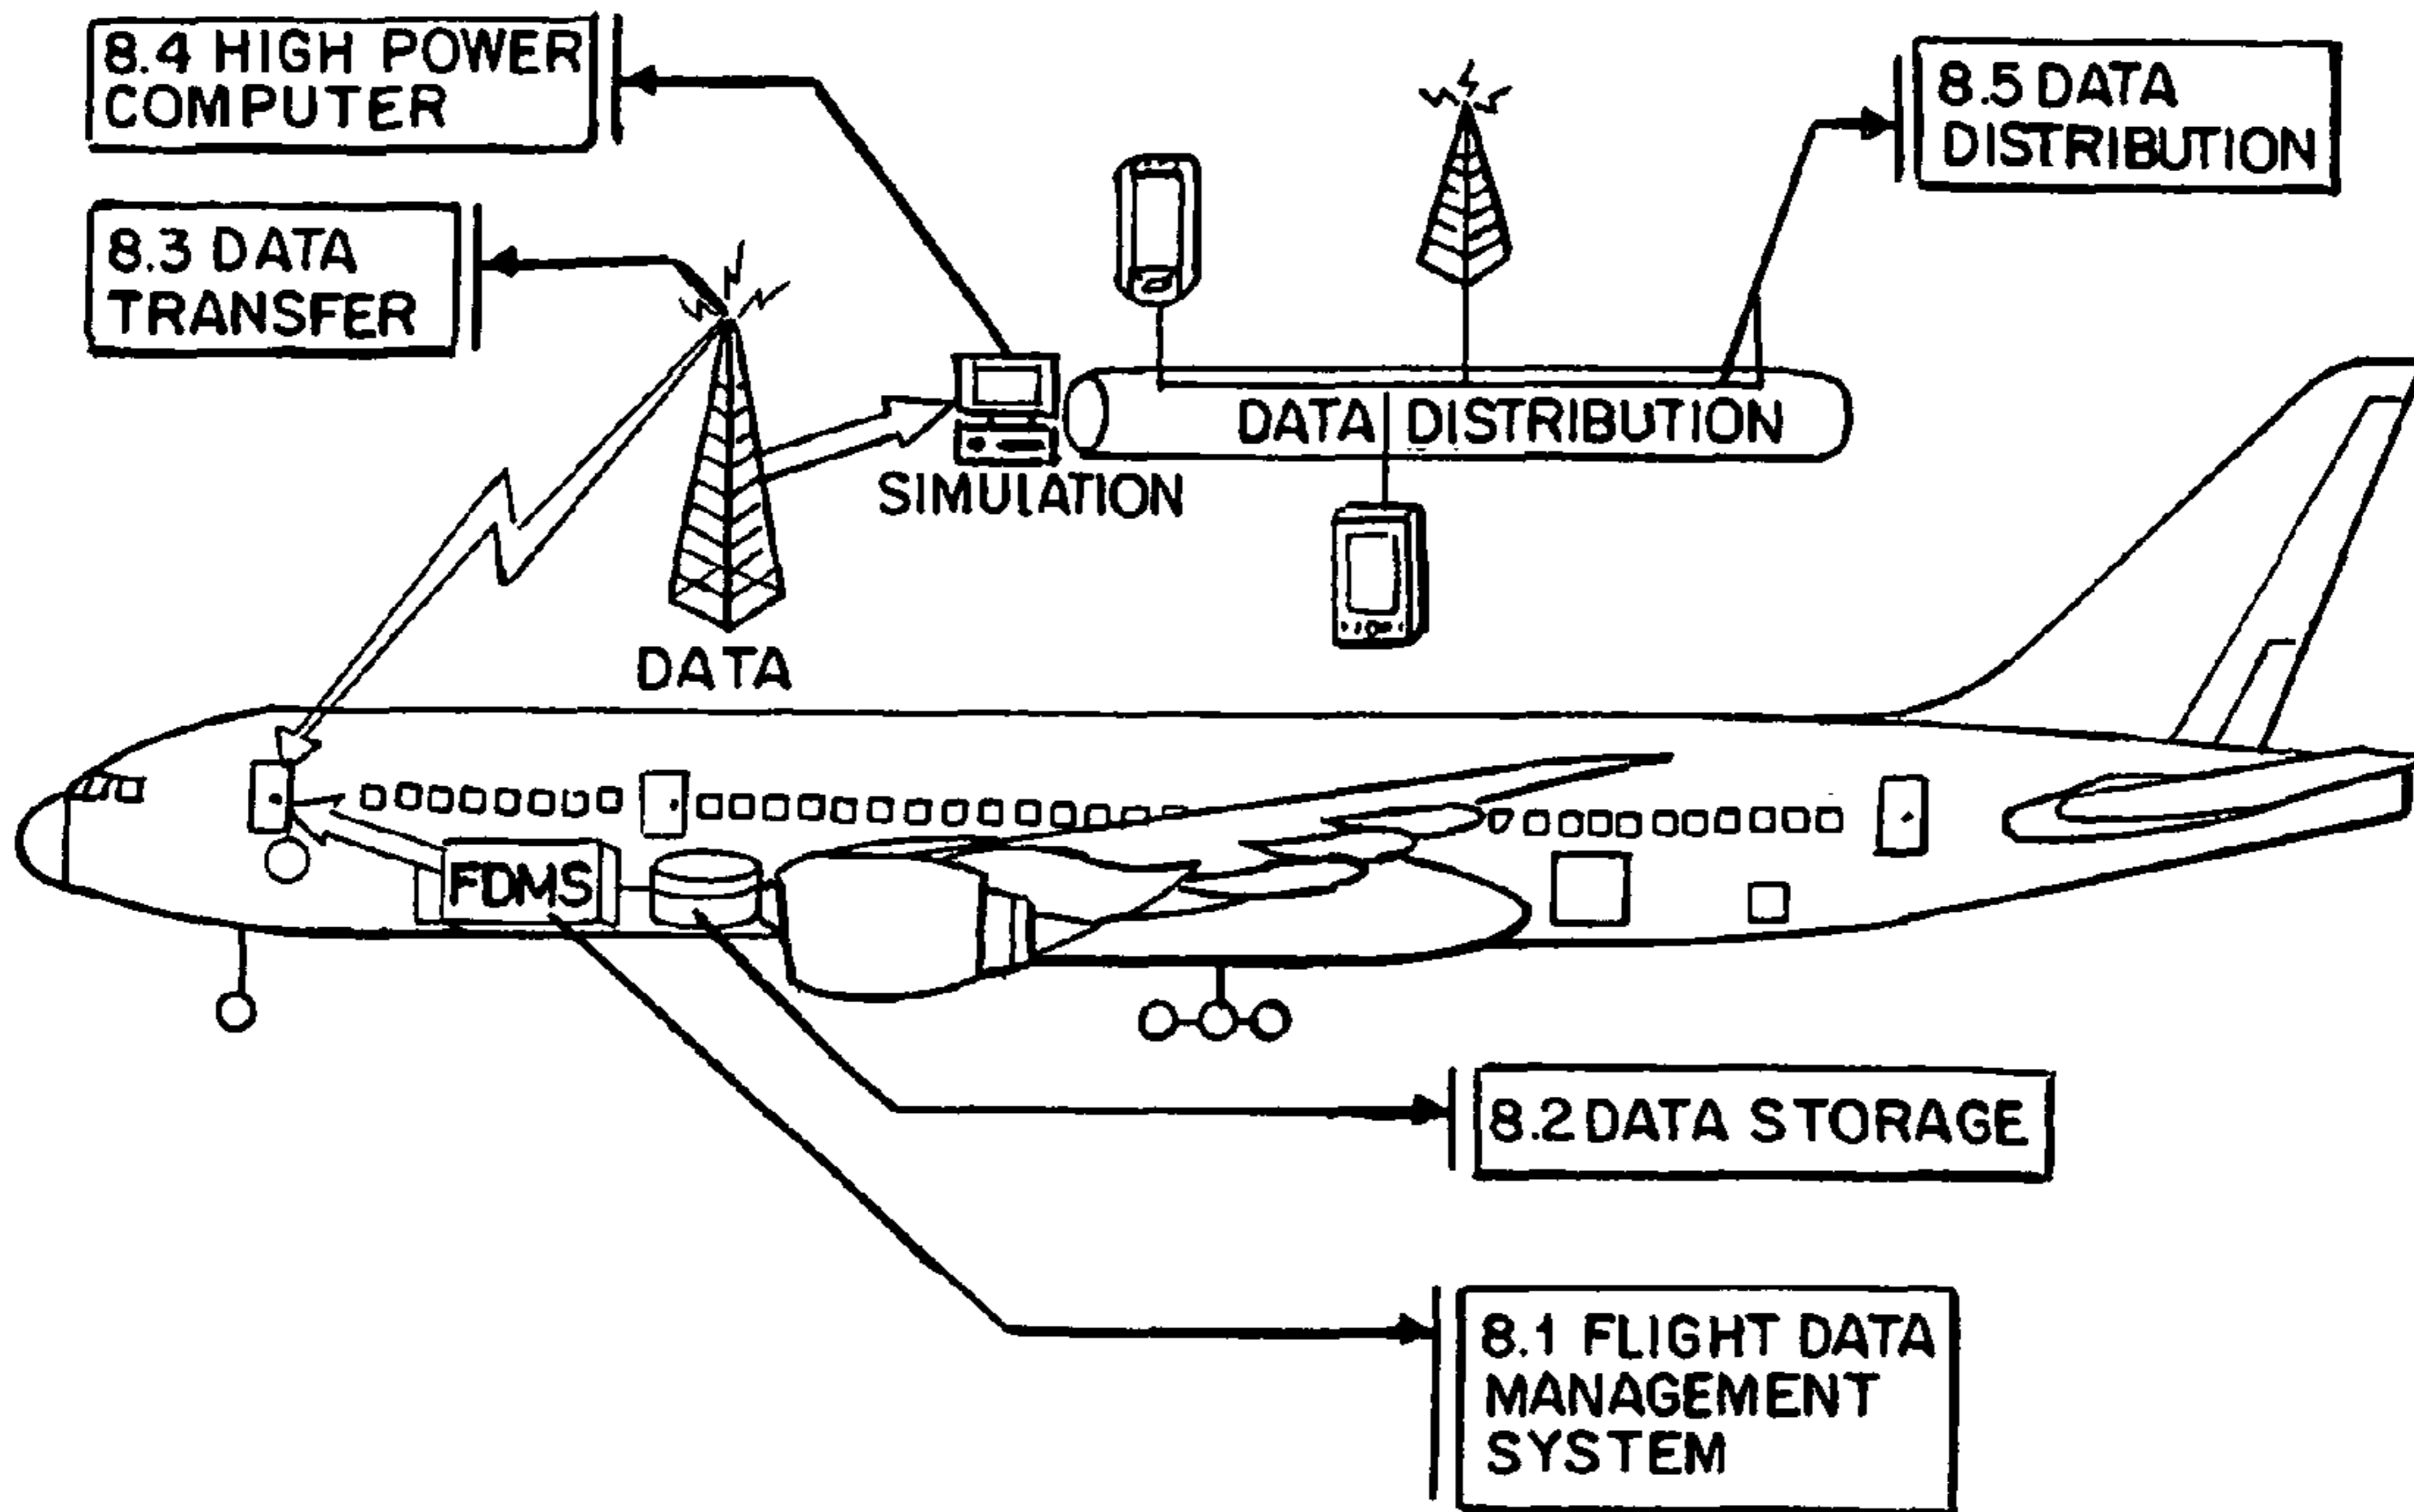 8.4 HIGH POWER
COMPUTER
8.5 DATA
DISTRIBUTION
8.3 DATA
TRANSFER
DATA DISTRIBUTION
SIMULATION
DATA
FDMS
8.2 DATA STORAGE
8.1 FLIGHT DATA
MANAGEMENT
SYSTEM